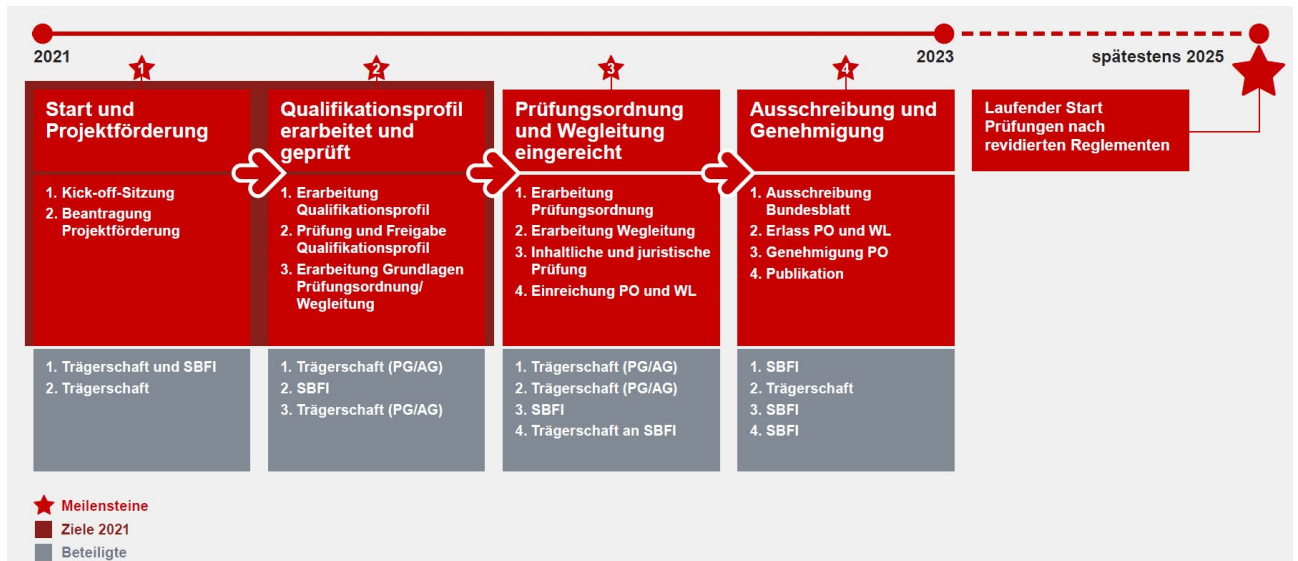 2021
2023
spätestens 2025
1
2
3
4
Start und
Projektförderung
1. Kick-off-Sitzung
2. Beantragung
Projektförderung
1. Trägerschaft und SBFI
2. Trägerschaft
Qualifikationsprofil
erarbeitet und
geprüft
1. Erarbeitung
Qualifikationsprofil
2. Prüfung und Freigabe
Qualifikationsprofil
3. Erarbeitung Grundlagen
Prüfungsordnung/
Wegleitung
1. Trägerschaft (PG/AG)
2. SBFI
3. Trägerschaft (PG/AG)
Prüfungsordnung
und Wegleitung
eingereicht
1. Erarbeitung
Prüfungsordnung
2. Erarbeitung Wegleitung
3. Inhaltliche und juristische
Prüfung
4. Einreichung PO und WL
1. Trägerschaft (PG/AG)
2. Trägerschaft (PG/AG)
3. SBFI
4. Trägerschaft an SBFI
Ausschreibung und
Genehmigung
1. Ausschreibung
Bundesblatt
2. Erlass PO und WL
3. Genehmigung PO
4. Publikation
1. SBFI
2. Trägerschaft
3. SBFI
4. SBFI
Laufender Start
Prüfungen nach
revidierten Reglementen
Meilensteine
Ziele 2021
Beteiligte